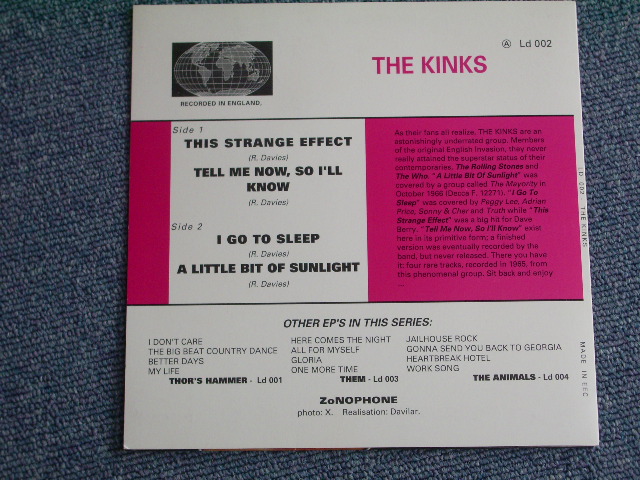 Ⓐ Ld 002
THE KINKS
RECORDED IN ENGLAND,
Side 1
THIS STRANGE EFFECT
(R. Davies)
TELL ME NOW, SO I'LL
KNOW
(R. Davies)
Side 2
I GO TO SLEEP
(R. Davies)
A LITTLE BIT OF SUNLIGHT
(R. Davies)
As their fans all realize, THE KINKS are an
astonishingly underrated group. Members
of the original English Invasion, they never
really attained the superstar status of their
contemporaries, The Rolling Stones and
The Who. "A Little Bit Of Sunlight" was
covered by a group called The Mayority in
October 1966 (Decca F. 12271). "I Go To
Sleep" was covered by Peggy Lee, Adrian
Price, Sonny & Cher and Truth while "This
Strange Effect" was a big hit for Dave
Berry. "Tell Me Now, So I'll Know" exist
here in its primitive form; a finished
version was eventually recorded by the
band, but never released. There you have
it: four rare tracks, recorded in 1965, from
this phenomenal group. Sit back and enjoy
...
LD 002 - THE KINKS
MADE IN EEC
OTHER EP'S IN THIS SERIES:
I DON'T CARE
THE BIG BEAT COUNTRY DANCE
BETTER DAYS
MY LIFE
THOR'S HAMMER - Ld 001
HERE COMES THE NIGHT
ALL FOR MYSELF
GLORIA
ONE MORE TIME
THEM - Ld 003
JAILHOUSE ROCK
GONNA SEND YOU BACK TO GEORGIA
HEARTBREAK HOTEL
WORK SONG
THE ANIMALS - Ld 004
ZoNOPHONE
photo: X. Realisation: Davilar.